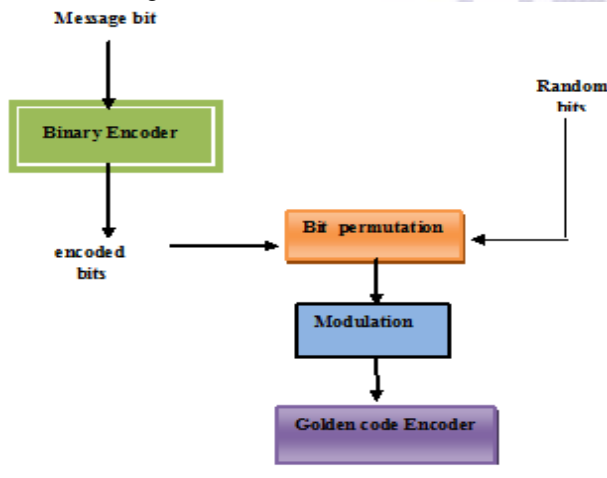 Message bit
Random
bits
Binary Encoder
Bit permutation
encoded
bits
Modulation
Golden code Encoder